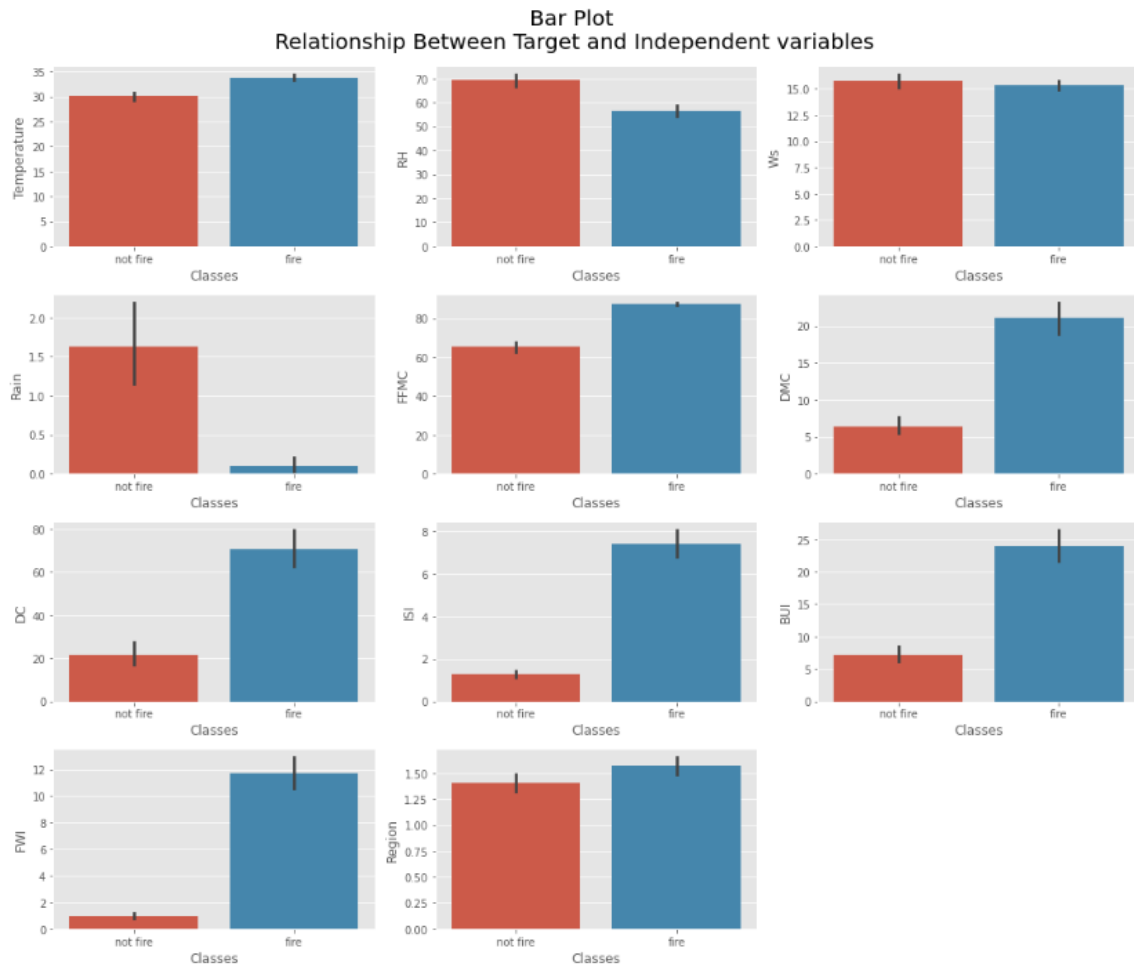 Bar Plot
Relationship Between Target and Independent variables
35
30
25
20
15
10
5
0
Temperature
not fire
fire
Classes
70
60
50
40
30
20
10
0
RH
not fire
fire
Classes
15.0
12.5
10.0
7.5
5.0
2.5
0.0
Ws
not fire
fire
Classes
2.0
1.5
1.0
0.5
0.0
Rain
not fire
fire
Classes
80
60
40
20
0
FFMC
not fire
fire
Classes
20
15
10
5
0
DMC
not fire
fire
Classes
80
60
40
20
0
DC
not fire
fire
Classes
8
6
4
2
0
ISI
not fire
fire
Classes
25
20
15
10
5
0
BUI
not fire
fire
Classes
12
10
8
6
4
2
0
FWI
not fire
fire
Classes
1.50
1.25
1.00
0.75
0.50
0.25
0.00
Region
not fire
fire
Classes